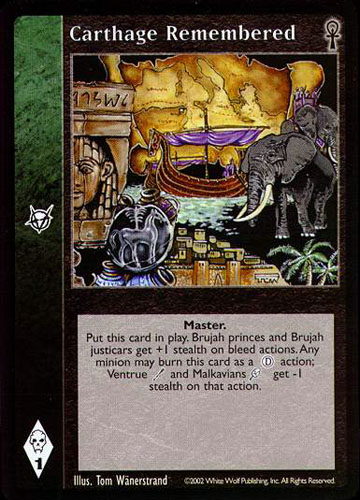 Carthage Remembered
Master.
Put this card in play. Brujah princes and Brujah
justicars get +1 stealth on bleed actions. Any
minion may burn this card as a Ⓓ action;
Ventrue and Malkavians get -1
stealth on that action.
1
Illus. Tom Wänerstrand
©2002 White Wolf Publishing, Inc. All Rights Reserved.